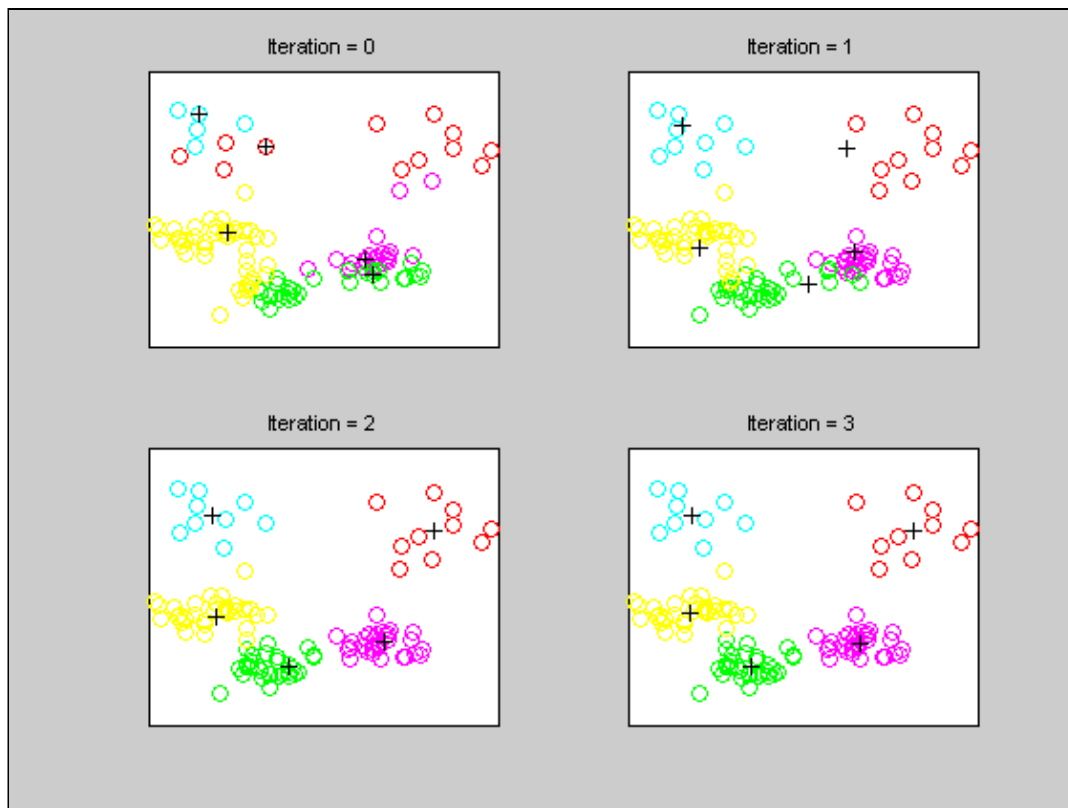 Iteration = 0
Iteration = 1
Iteration = 2
Iteration = 3